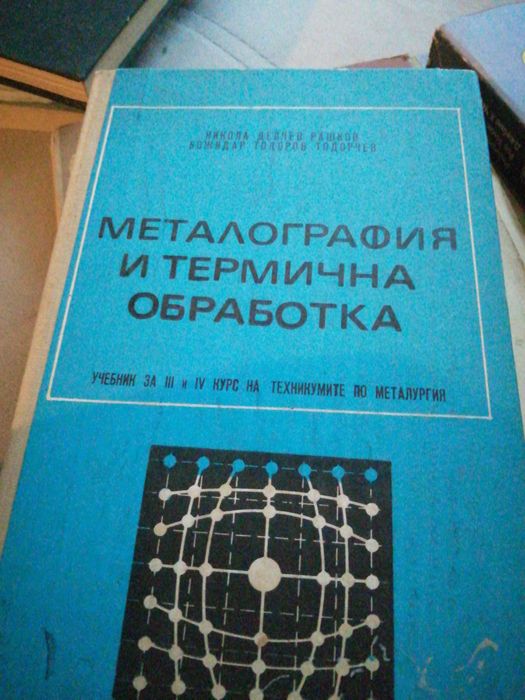 НИКОЛА ДЕЛЧЕВ РАШКОВ
БОЖИДАР ТОДОРОВ ТОДОРЧЕВ
МЕТАЛОГРАФИЯ
И ТЕРМИЧНА
ОБРАБОТКА
УЧЕБНИК ЗА III и IV КУРС НА ТЕХНИКУМИТЕ ПО МЕТАЛУРГИЯ